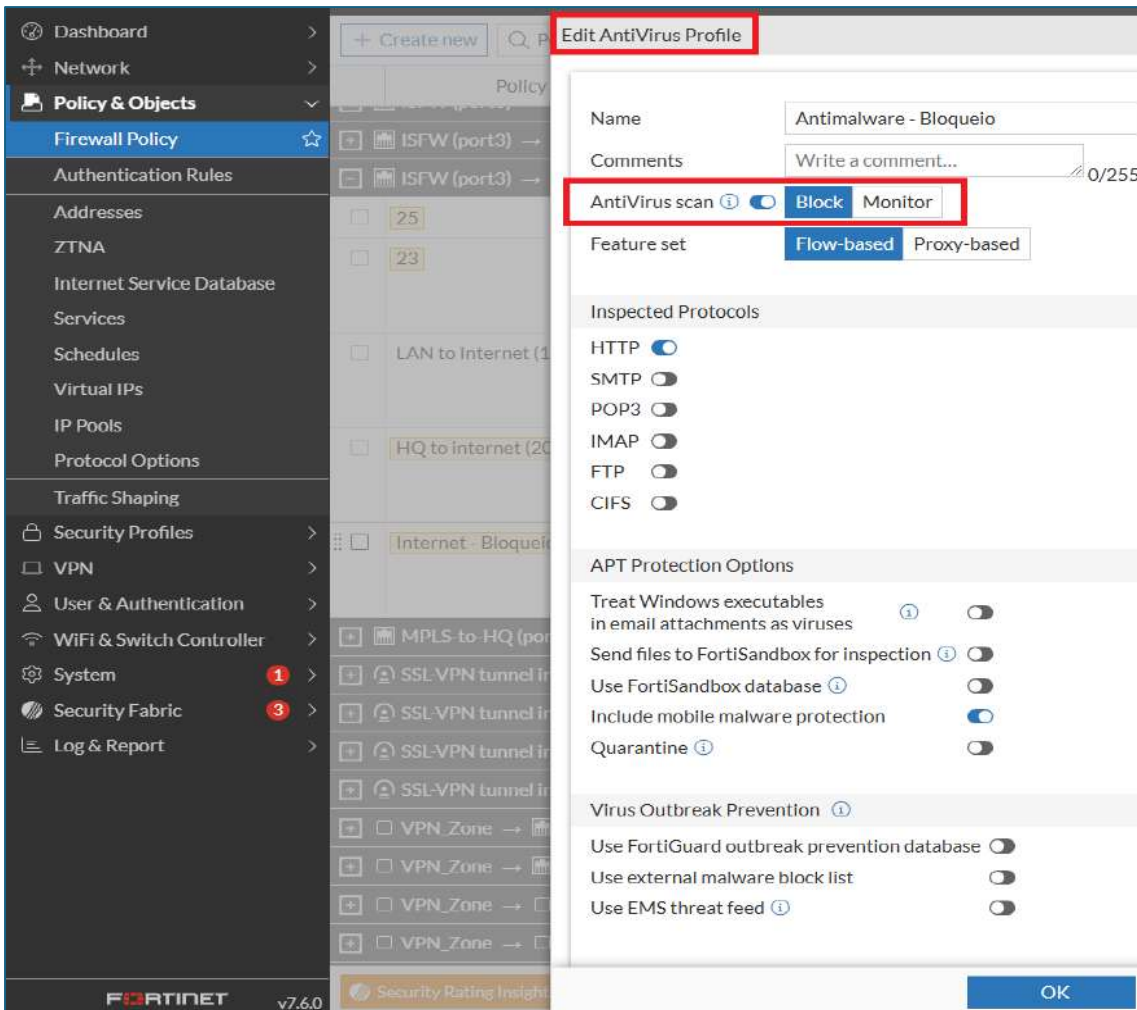 Dashboard
Network
Policy & Objects
Firewall Policy
Authentication Rules
Addresses
ZTNA
Internet Service Database
Services
Schedules
Virtual IPs
IP Pools
Protocol Options
Traffic Shaping
Security Profiles
VPN
User & Authentication
WiFi & Switch Controller
System 1
Security Fabric 3
Log & Report
FORTINET v7.6.0
+ Create new
Policy
ISFW (port3) →
ISFW (port3) →
25
23
LAN to Internet (1
HQ to internet (20
Internet - Bloqueio
MPLS-to-HQ (por
SSL-VPN tunnel in
SSL-VPN tunnel in
SSL-VPN tunnel in
SSL-VPN tunnel in
VPN_Zone →
VPN_Zone →
VPN_Zone →
VPN_Zone →
Security Rating Insight
Edit AntiVirus Profile
Name Antimalware - Bloqueio
Comments Write a comment... 0/255
AntiVirus scan Block Monitor
Feature set Flow-based Proxy-based
Inspected Protocols
HTTP
SMTP
POP3
IMAP
FTP
CIFS
APT Protection Options
Treat Windows executables
in email attachments as viruses
Send files to FortiSandbox for inspection
Use FortiSandbox database
Include mobile malware protection
Quarantine
Virus Outbreak Prevention
Use FortiGuard outbreak prevention database
Use external malware block list
Use EMS threat feed
OK